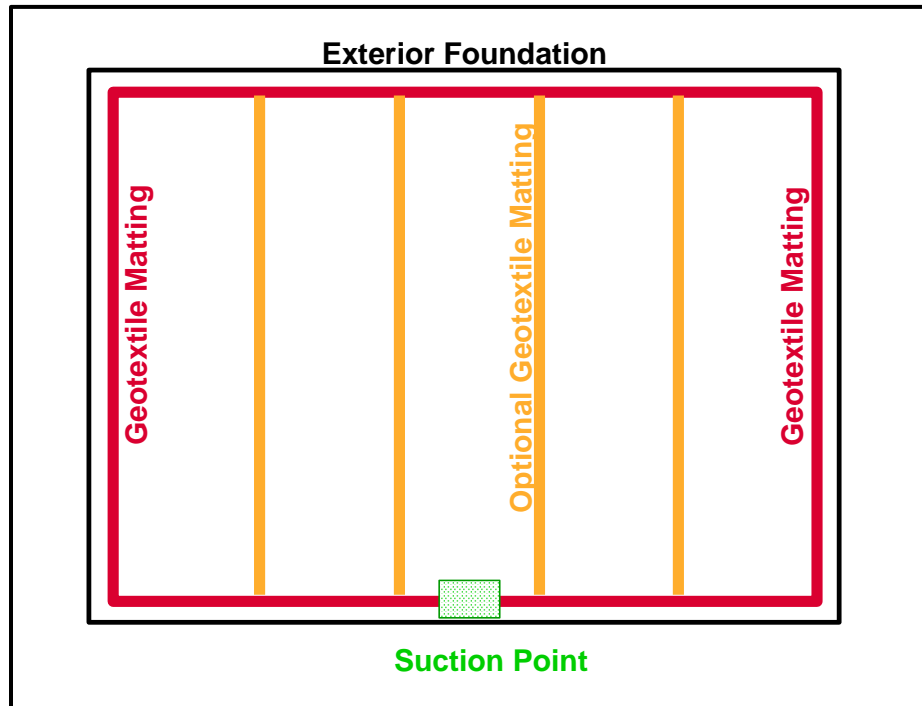 Exterior Foundation
Geotextile Matting
Optional Geotextile Matting
Geotextile Matting
Suction Point